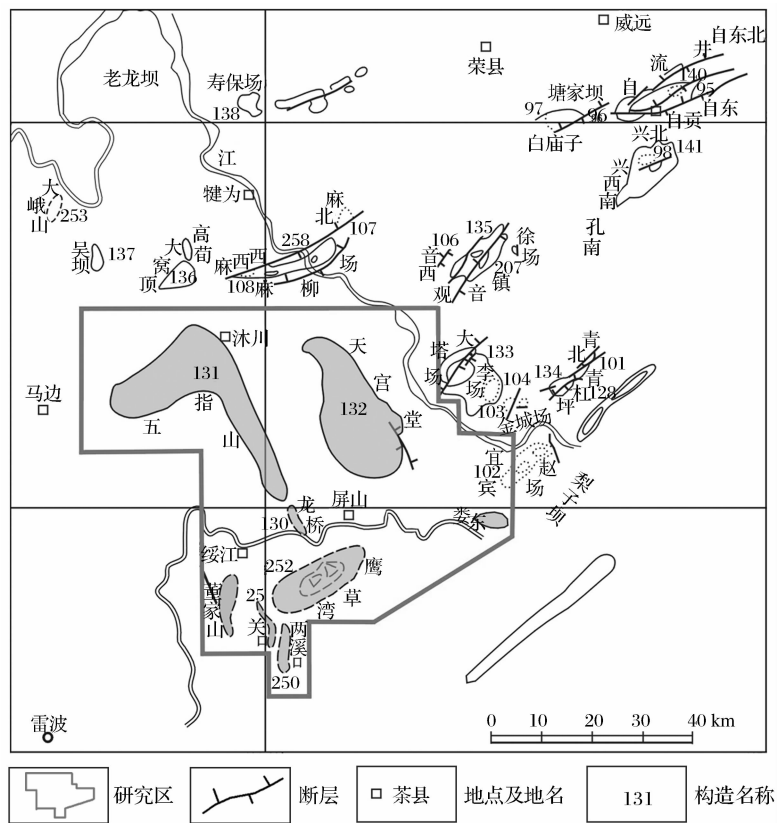 威远
自东北
井
流
自
140
95
自东
自贡
荣县
老龙坝
寿保场
138
塘家坝
97
96
白庙子
兴北
98
141
兴
西
南
孔
南
江
犍为
大
峨
山
253
吴
坝
137
大
窝
顶
136
高
荀
麻
北
107
258
西
西
麻
108
麻
柳
场
106
135
徐
场
音
西
207
镇
观
音
沐川
131
五
指
山
天
宫
堂
132
马边
大
塔
场
133
李
场
104
103
金城场
青
北
101
134
青
杠
坪
128
宜
宾
场
102
赵
梨子坝
龙
桥
130
屏山
娄东
绥江
252
鹰
草
湾
董
家
山
25
关
两
溪
250
雷波
0 10 20 30 40 km
研究区
断层
茶县
地点及地名
131
构造名称